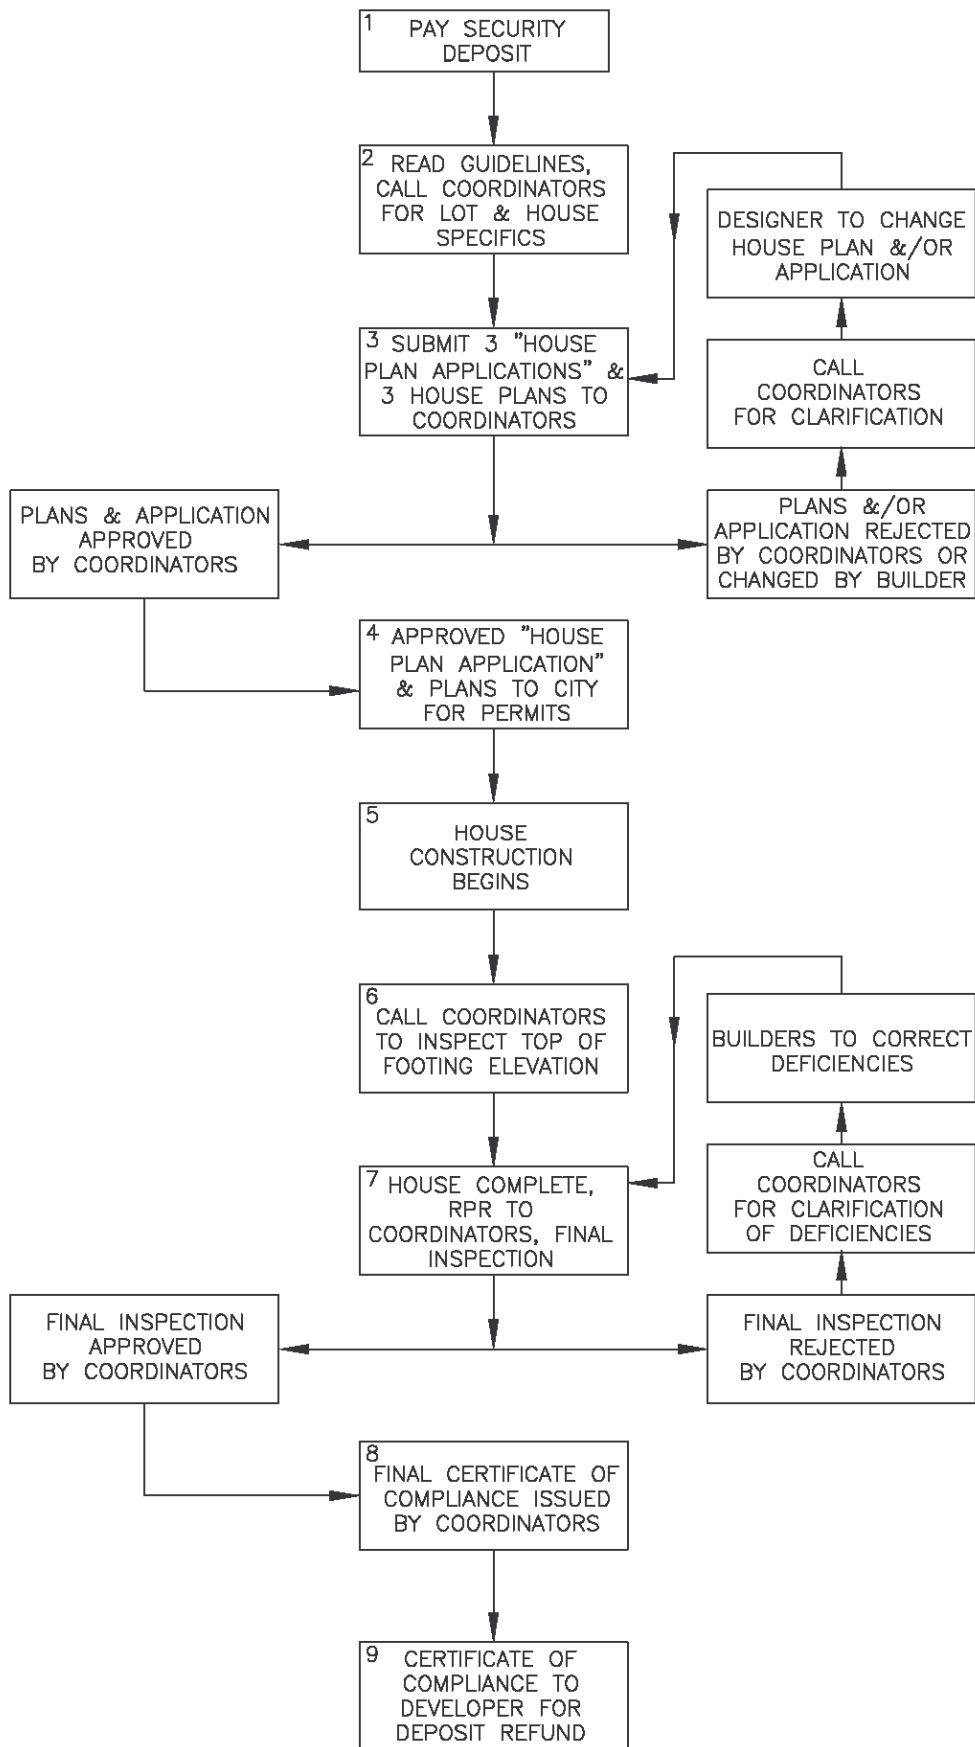 1 PAY SECURITY
DEPOSIT
2 READ GUIDELINES,
CALL COORDINATORS
FOR LOT & HOUSE
SPECIFICS
DESIGNER TO CHANGE
HOUSE PLAN &/OR
APPLICATION
3 SUBMIT 3 "HOUSE
PLAN APPLICATIONS" &
3 HOUSE PLANS TO
COORDINATORS
CALL
COORDINATORS
FOR CLARIFICATION
PLANS & APPLICATION
APPROVED
BY COORDINATORS
PLANS &/OR
APPLICATION REJECTED
BY COORDINATORS OR
CHANGED BY BUILDER
4 APPROVED "HOUSE
PLAN APPLICATION"
& PLANS TO CITY
FOR PERMITS
5
HOUSE
CONSTRUCTION
BEGINS
6
CALL COORDINATORS
TO INSPECT TOP OF
FOOTING ELEVATION
BUILDERS TO CORRECT
DEFICIENCIES
7 HOUSE COMPLETE,
RPR TO
COORDINATORS, FINAL
INSPECTION
CALL
COORDINATORS
FOR CLARIFICATION
OF DEFICIENCIES
FINAL INSPECTION
APPROVED
BY COORDINATORS
FINAL INSPECTION
REJECTED
BY COORDINATORS
8
FINAL CERTIFICATE OF
COMPLIANCE ISSUED
BY COORDINATORS
9 CERTIFICATE OF
COMPLIANCE TO
DEVELOPER FOR
DEPOSIT REFUND